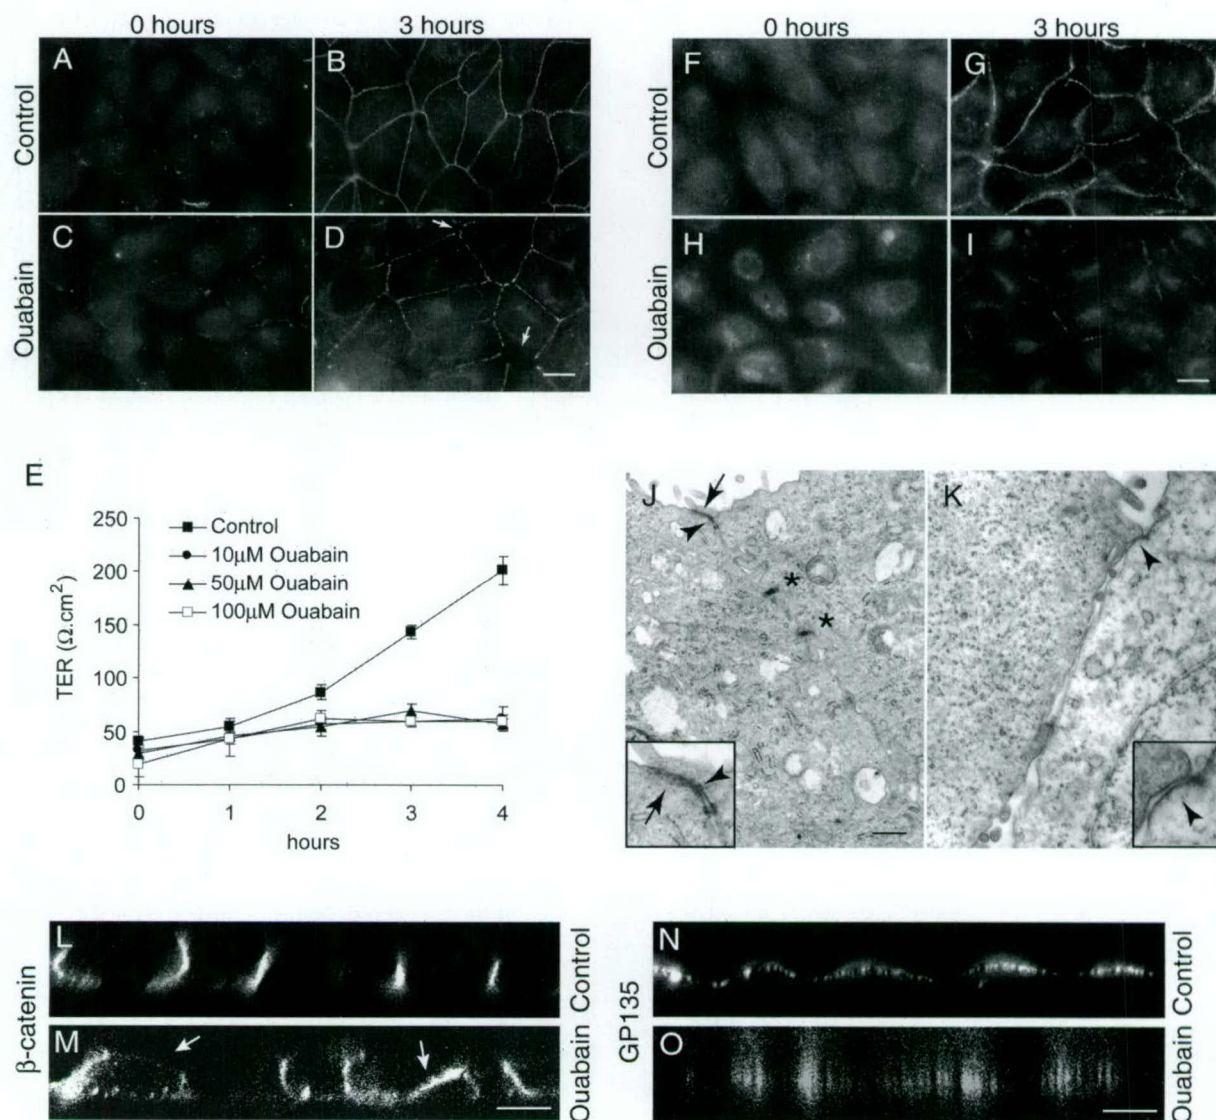 0 hours 3 hours
0 hours 3 hours
Control
A
B
Ouabain
C
D
Control
F
G
Ouabain
H
I
E
TER (Ω.cm²)
250
200
150
100
50
0
Control
10μM Ouabain
50μM Ouabain
100μM Ouabain
0 1 2 3 4
hours
J
K
*
*
β-catenin
L
Control
M
Ouabain
GP135
N
Control
O
Ouabain